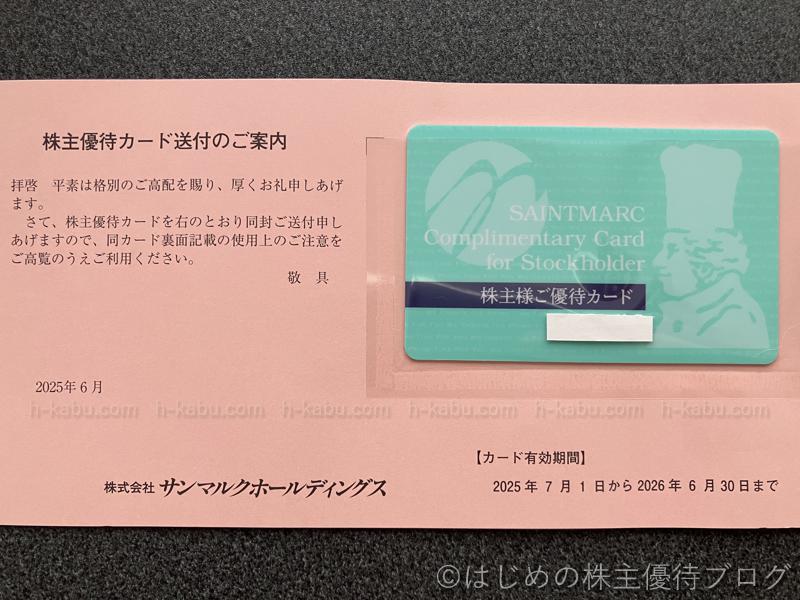 株主優待カード送付のご案内
拝啓　平素は格別のご高配を賜り、厚くお礼申しあげ
ます。
　さて、株主優待カードを右のとおり同封ご送付申し
あげますので、同カード裏面記載の使用上のご注意を
ご高覧のうえご利用ください。
敬　具
2025年6月
株式会社 サンマルクホールディングス
SAINTMARC
Complimentary Card
for Stockholder
株主様ご優待カード
【カード有効期間】
2025年 7月 1日から2026年 6月30日まで
h-kabu.com h-kabu.com h-kabu.com h-kabu.com h-kabu.com h-kabu.com
©はじめの株主優待ブログ